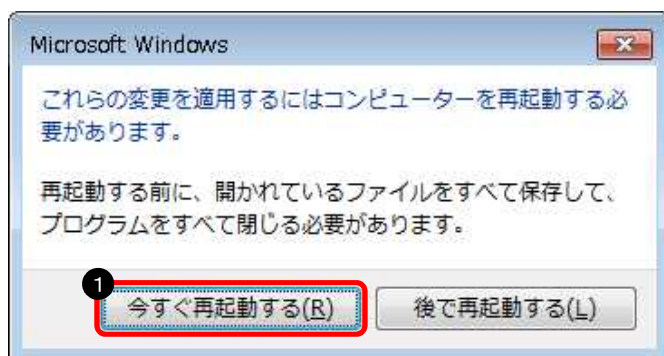 Microsoft Windows
これらの変更を適用するにはコンピューターを再起動する必
要があります。
再起動する前に、開かれているファイルをすべて保存して、
プログラムをすべて閉じる必要があります。
1
今すぐ再起動する(R) 後で再起動する(L)